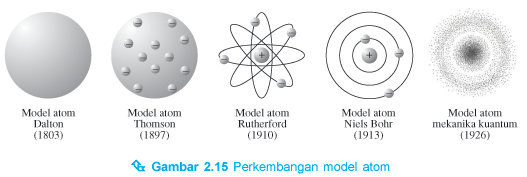 Model atom
Dalton
(1803)
Model atom
Thomson
(1897)
Model atom
Rutherford
(1910)
Model atom
Niels Bohr
(1913)
Model atom
mekanika kuantum
(1926)
Gambar 2.15 Perkembangan model atom